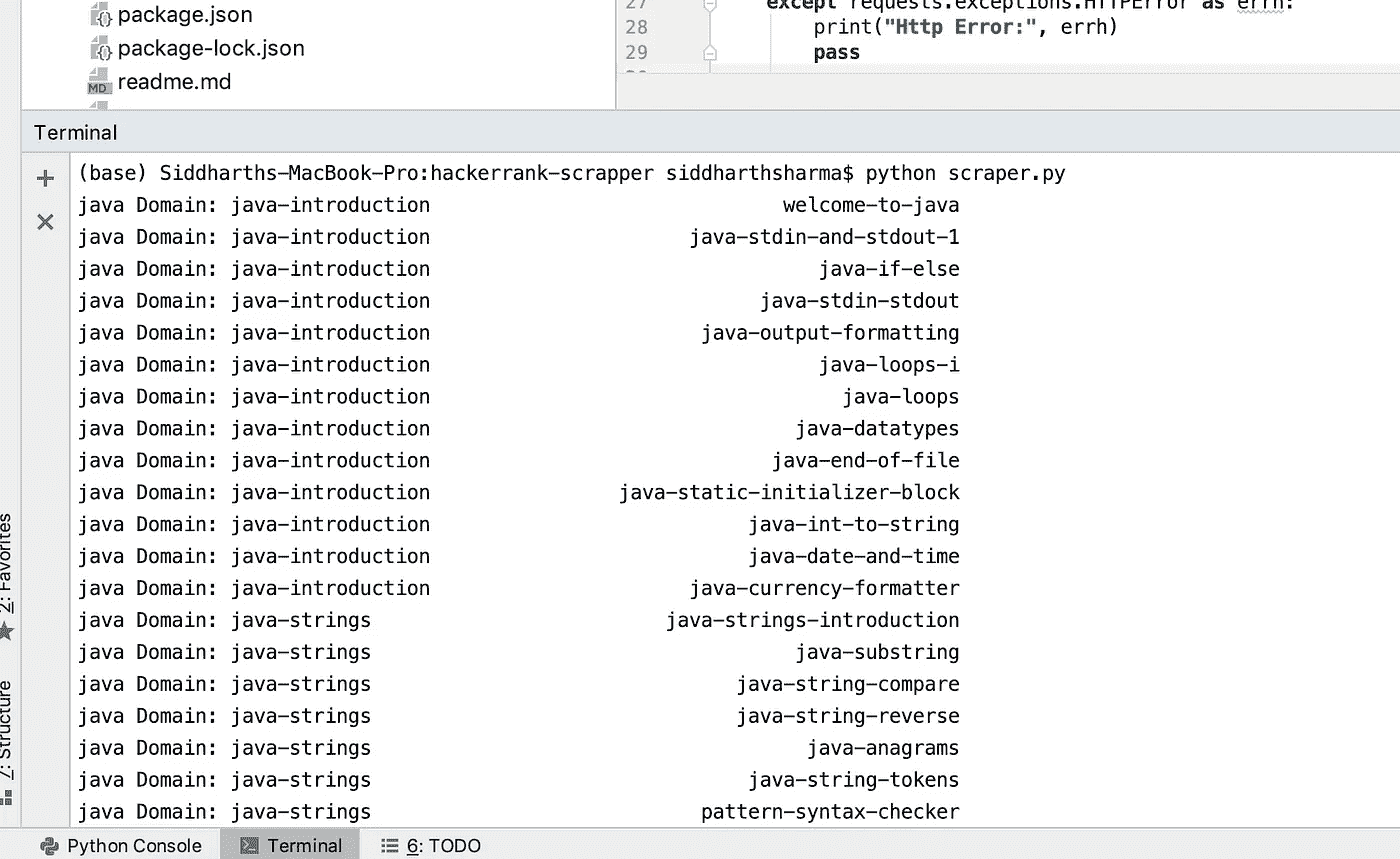 package.json
package-lock.json
MD readme.md
27 except requests.exceptions.HTTPError as errh:
28 print("Http Error:", errh)
29 pass
Terminal
(base) Siddharths-MacBook-Pro:hackerrank-scrapper siddharthsharma$ python scraper.py
java Domain: java-introduction welcome-to-java
java Domain: java-introduction java-stdin-and-stdout-1
java Domain: java-introduction java-if-else
java Domain: java-introduction java-stdin-stdout
java Domain: java-introduction java-output-formatting
java Domain: java-introduction java-loops-i
java Domain: java-introduction java-loops
java Domain: java-introduction java-datatypes
java Domain: java-introduction java-end-of-file
java Domain: java-introduction java-static-initializer-block
java Domain: java-introduction java-int-to-string
java Domain: java-introduction java-date-and-time
java Domain: java-introduction java-currency-formatter
java Domain: java-strings java-strings-introduction
java Domain: java-strings java-substring
java Domain: java-strings java-string-compare
java Domain: java-strings java-string-reverse
java Domain: java-strings java-anagrams
java Domain: java-strings java-string-tokens
java Domain: java-strings pattern-syntax-checker
2: Favorites
7: Structure
Python Console Terminal 6: TODO